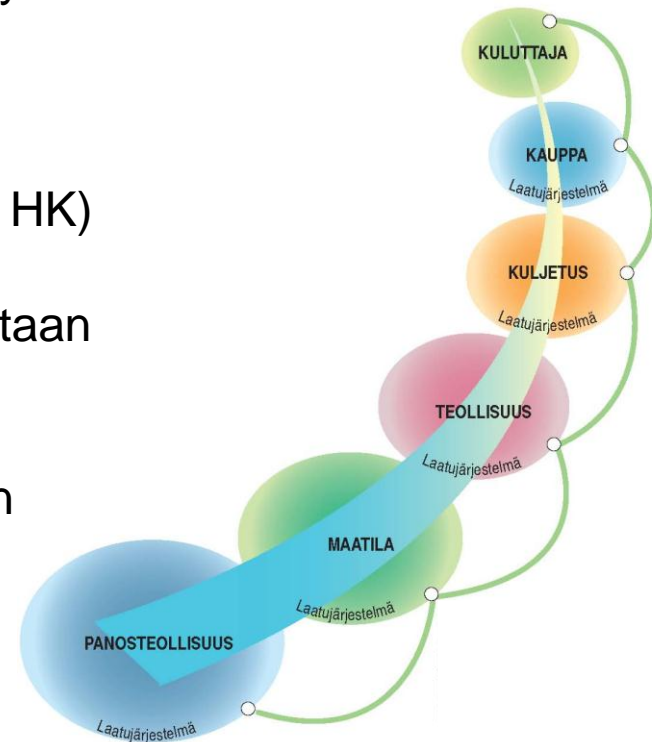 y
HK)
taan
n
KULUTTAJA
KAUPPA
Laatujärjestelmä
KULJETUS
Laatujärjestelmä
TEOLLISUUS
Laatujärjestelmä
MAATILA
Laatujärjestelmä
PANOSTEOLLISUUS
Laatujärjestelmä